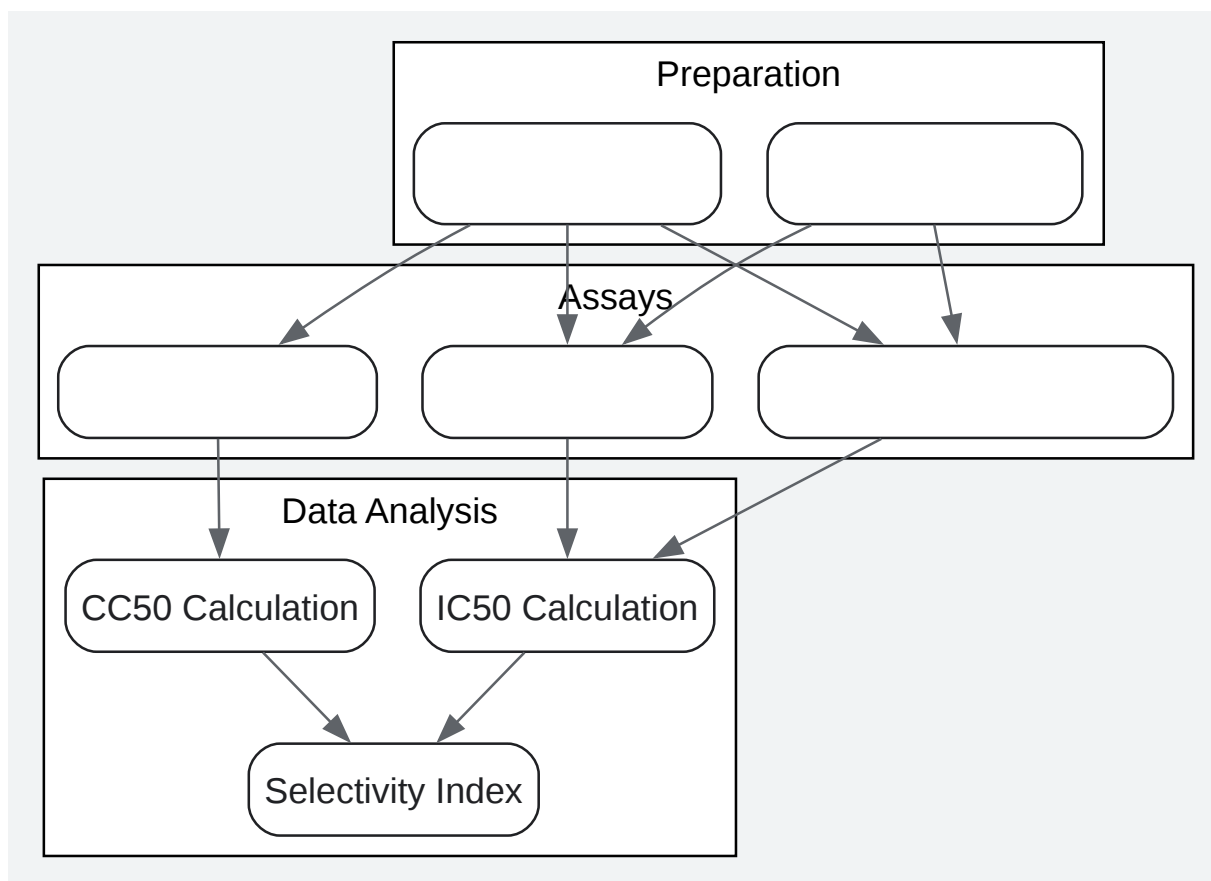 Preparation
Assays
Data Analysis
CC50 Calculation
IC50 Calculation
Selectivity Index